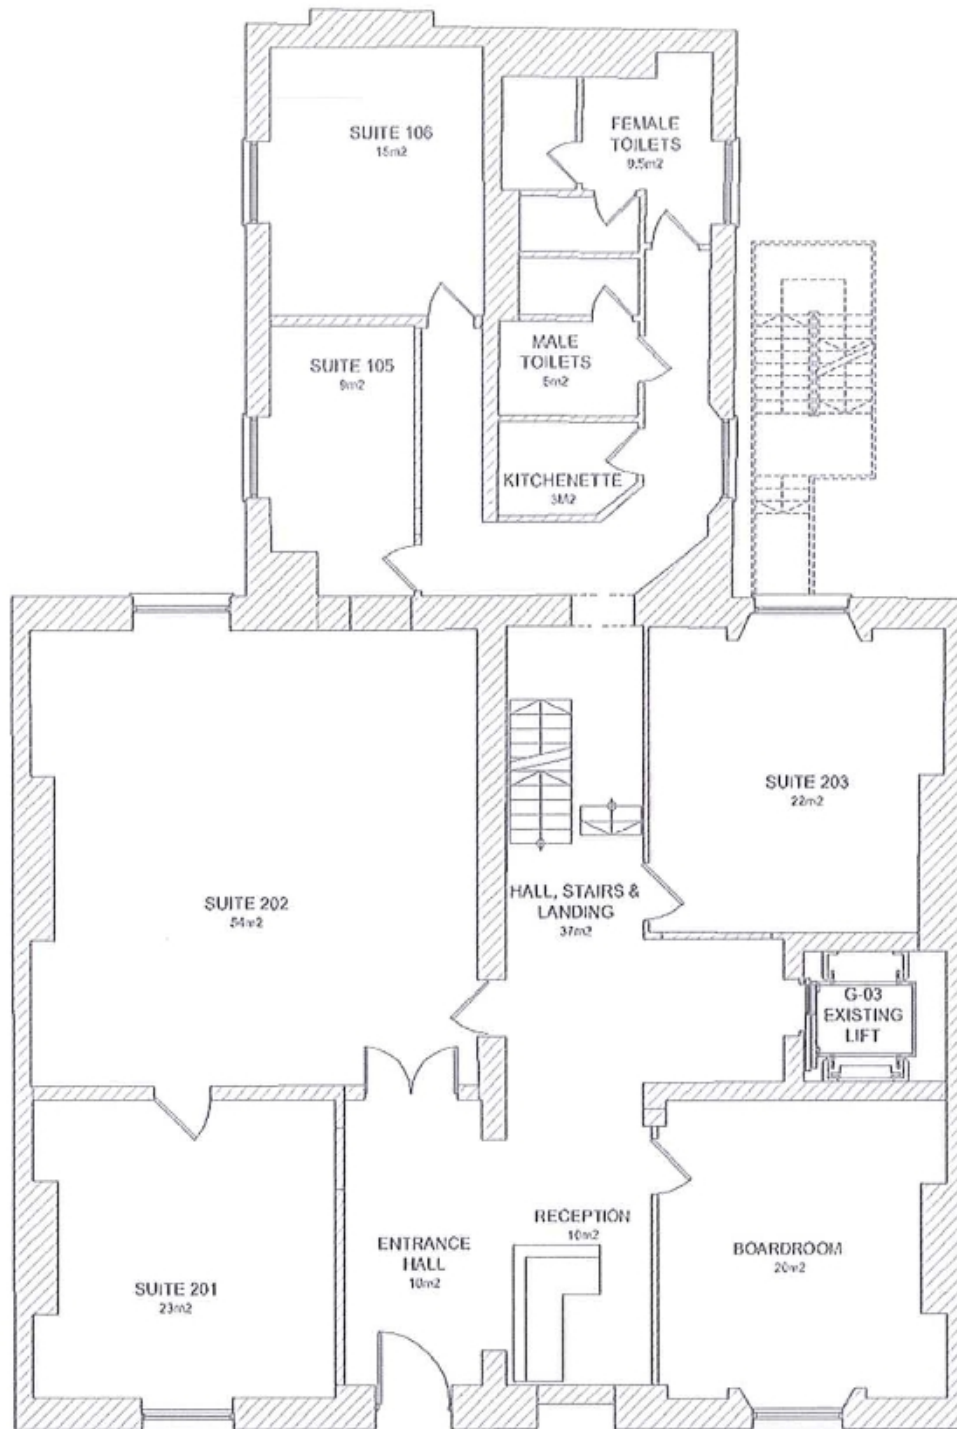 SUITE 106
15m2
FEMALE
TOILETS
9.5m2
SUITE 105
9m2
MALE
TOILETS
5m2
KITCHENETTE
3M2
SUITE 203
22m2
SUITE 202
54m2
HALL, STAIRS &
LANDING
37m2
G-03
EXISTING
LIFT
RECEPTION
10m2
ENTRANCE
HALL
10m2
BOARDROOM
20m2
SUITE 201
23m2